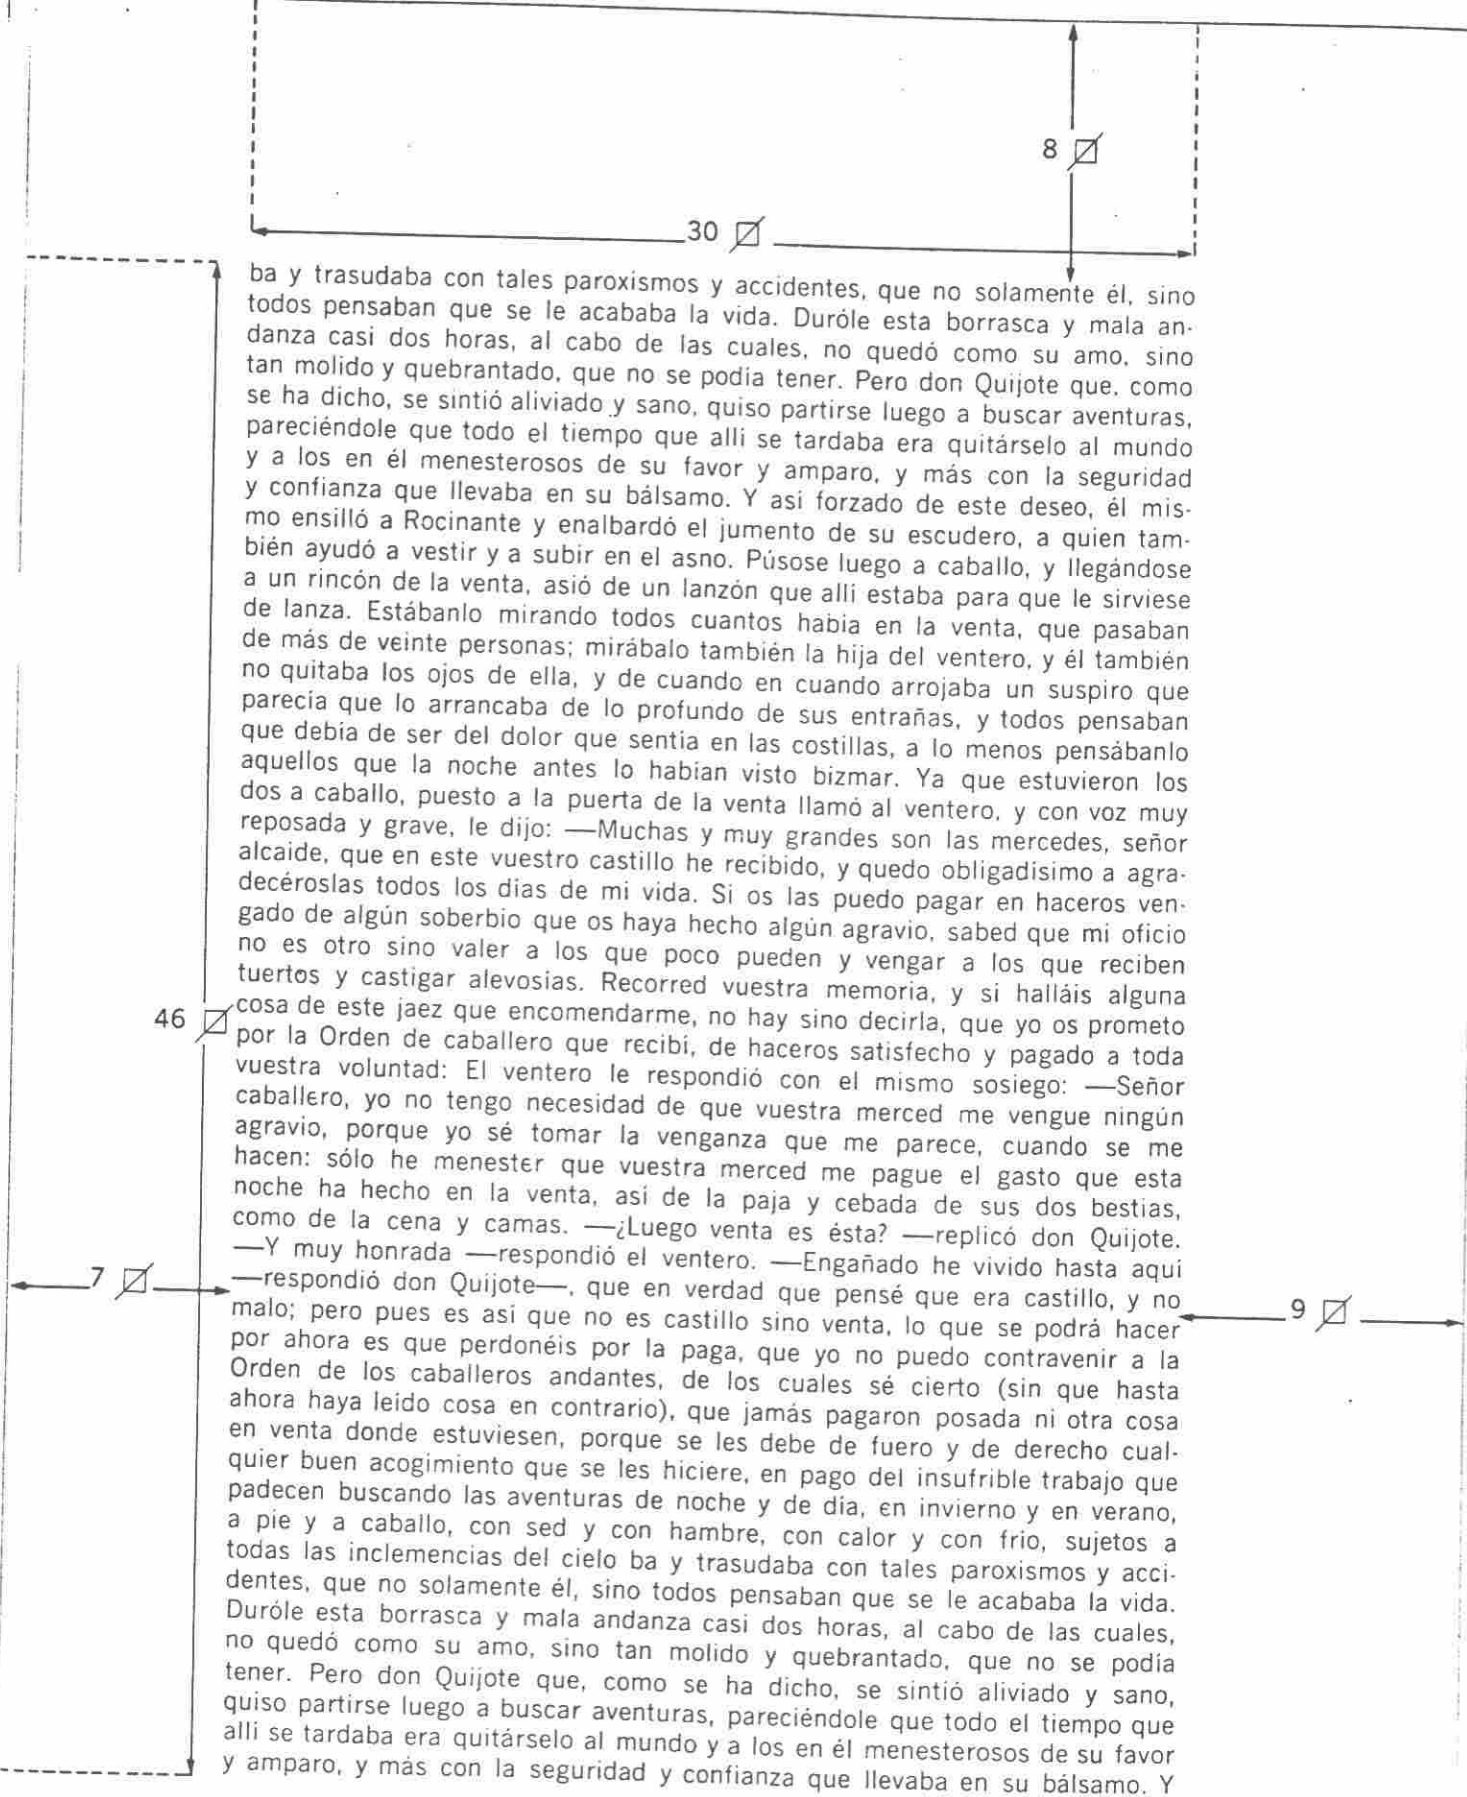 8
30
ba y trasudaba con tales paroxismos y accidentes, que no solamente él, sino
todos pensaban que se le acababa la vida. Duróle esta borrasca y mala an-
danza casi dos horas, al cabo de las cuales, no quedó como su amo, sino
tan molido y quebrantado, que no se podía tener. Pero don Quijote que, como
se ha dicho, se sintió aliviado y sano, quiso partirse luego a buscar aventuras,
pareciéndole que todo el tiempo que allí se tardaba era quitárselo al mundo
y a los en él menesterosos de su favor y amparo, y más con la seguridad
y confianza que llevaba en su bálsamo. Y así forzado de este deseo, él mis-
mo ensilló a Rocinante y enalbardó el jumento de su escudero, a quien tam-
bién ayudó a vestir y a subir en el asno. Púsose luego a caballo, y llegándose
a un rincón de la venta, asió de un lanzón que allí estaba para que le sirviese
de lanza. Estábanlo mirando todos cuantos había en la venta, que pasaban
de más de veinte personas; mirábalo también la hija del ventero, y él también
no quitaba los ojos de ella, y de cuando en cuando arrojaba un suspiro que
parecía que lo arrancaba de lo profundo de sus entrañas, y todos pensaban
que debía de ser del dolor que sentía en las costillas, a lo menos pensábanlo
aquellos que la noche antes lo habían visto bizmar. Ya que estuvieron los
dos a caballo, puesto a la puerta de la venta llamó al ventero, y con voz muy
reposada y grave, le dijo: —Muchas y muy grandes son las mercedes, señor
alcaide, que en este vuestro castillo he recibido, y quedo obligadísimo a agra-
decéroslas todos los días de mi vida. Si os las puedo pagar en haceros ven-
gado de algún soberbio que os haya hecho algún agravio, sabed que mi oficio
no es otro sino valer a los que poco pueden y vengar a los que reciben
tuertos y castigar alevosías. Recorred vuestra memoria, y si halláis alguna
46
cosa de este jaez que encomendarme, no hay sino decirla, que yo os prometo
por la Orden de caballero que recibí, de haceros satisfecho y pagado a toda
vuestra voluntad: El ventero le respondió con el mismo sosiego: —Señor
caballero, yo no tengo necesidad de que vuestra merced me vengue ningún
agravio, porque yo sé tomar la venganza que me parece, cuando se me
hacen: sólo he menester que vuestra merced me pague el gasto que esta
noche ha hecho en la venta, así de la paja y cebada de sus dos bestias,
como de la cena y camas. —¿Luego venta es ésta? —replicó don Quijote.
—Y muy honrada —respondió el ventero. —Engañado he vivido hasta aquí
7
—respondió don Quijote—, que en verdad que pensé que era castillo, y no
9
malo; pero pues es así que no es castillo sino venta, lo que se podrá hacer
por ahora es que perdonéis por la paga, que yo no puedo contravenir a la
Orden de los caballeros andantes, de los cuales sé cierto (sin que hasta
ahora haya leído cosa en contrario), que jamás pagaron posada ni otra cosa
en venta donde estuviesen, porque se les debe de fuero y de derecho cual-
quier buen acogimiento que se les hiciere, en pago del insufrible trabajo que
padecen buscando las aventuras de noche y de día, en invierno y en verano,
a pie y a caballo, con sed y con hambre, con calor y con frío, sujetos a
todas las inclemencias del cielo ba y trasudaba con tales paroxismos y acci-
dentes, que no solamente él, sino todos pensaban que se le acababa la vida.
Duróle esta borrasca y mala andanza casi dos horas, al cabo de las cuales,
no quedó como su amo, sino tan molido y quebrantado, que no se podía
tener. Pero don Quijote que, como se ha dicho, se sintió aliviado y sano,
quiso partirse luego a buscar aventuras, pareciéndole que todo el tiempo que
allí se tardaba era quitárselo al mundo y a los en él menesterosos de su favor
y amparo, y más con la seguridad y confianza que llevaba en su bálsamo. Y